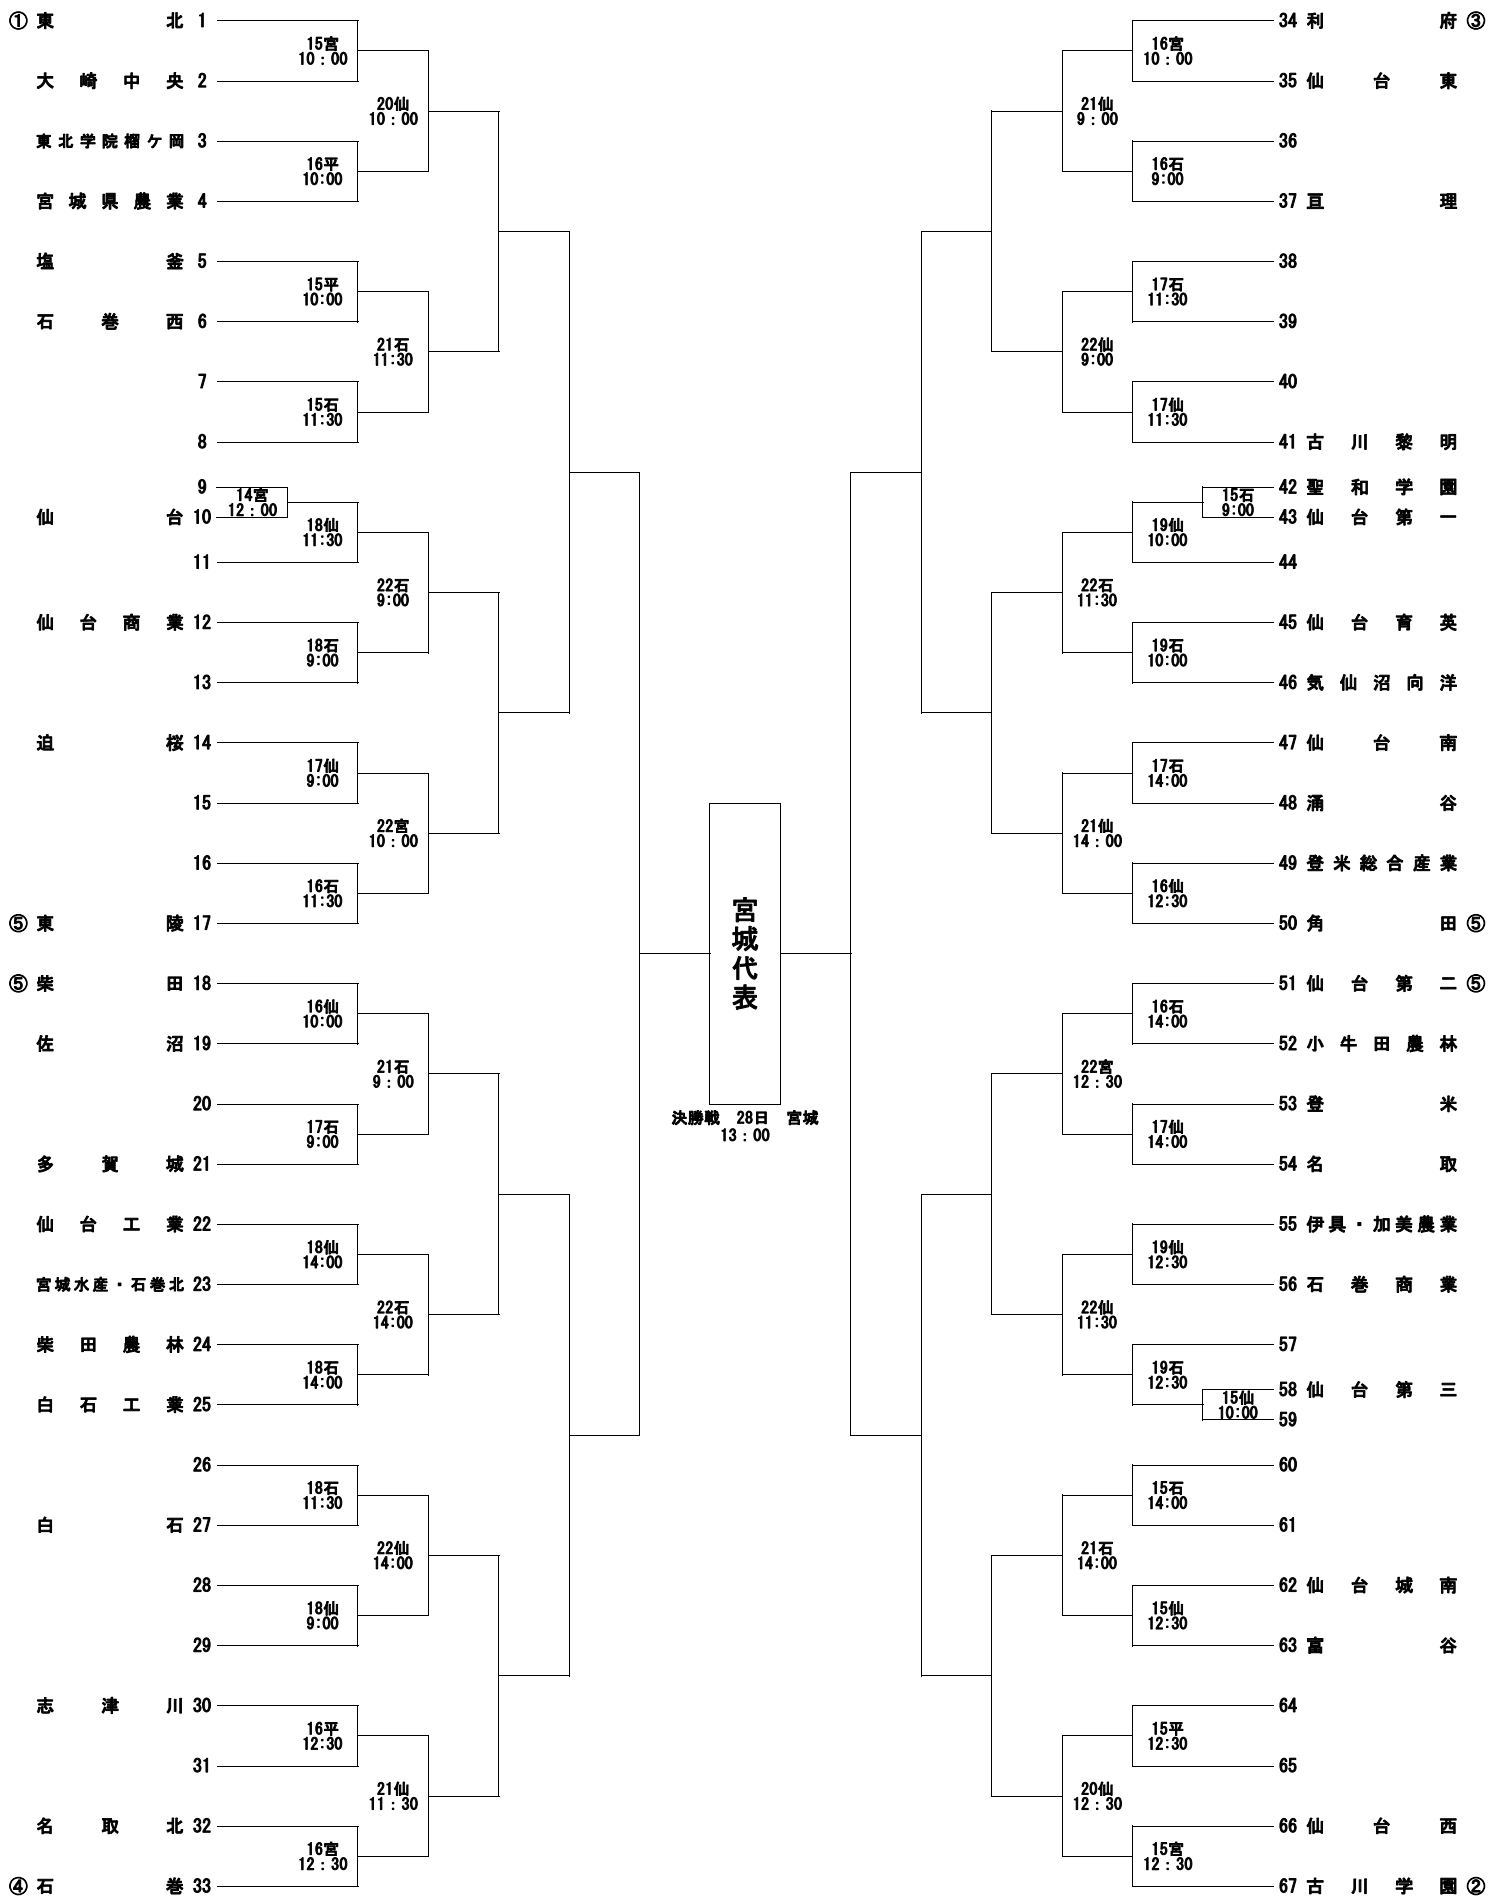 ① 東北 1
15宮
10：00
大崎中央 2
20仙
10：00
東北学院榴ケ岡 3
16平
10:00
宮城県農業 4
塩釜 5
15平
10:00
石巻西 6
21石
11:30
7
15石
11:30
8
9
14宮
12：00
仙台 10
18仙
11:30
11
22石
9:00
仙台商業 12
18石
9:00
13
迫桜 14
17仙
9:00
15
22宮
10：00
16
16石
11:30
⑤ 東陵 17
⑤ 柴田 18
16仙
10:00
佐沼 19
21石
9：00
20
17石
9:00
多賀城 21
仙台工業 22
18仙
14:00
宮城水産・石巻北 23
22石
14:00
柴田農林 24
18石
14:00
白石工業 25
26
18石
11:30
白石 27
22仙
14:00
28
18仙
9:00
29
志津川 30
16平
12:30
31
21仙
11：30
名取北 32
16宮
12：30
④ 石巻 33
宮城代表
決勝戦 28日 宮城
13：00
34 利府 ③
16宮
10：00
35 仙台東
21仙
9：00
36
16石
9:00
37 亘理
38
17石
11:30
39
22仙
9:00
40
17仙
11:30
41 古川黎明
42 聖和学園
15石
9:00
43 仙台第一
19仙
10:00
44
22石
11:30
45 仙台育英
19石
10:00
46 気仙沼向洋
47 仙台南
17石
14:00
48 涌谷
21仙
14：00
49 登米総合産業
16仙
12:30
50 角田 ⑤
51 仙台第二 ⑤
16石
14:00
52 小牛田農林
22宮
12：30
53 登米
17仙
14:00
54 名取
55 伊具・加美農業
19仙
12:30
56 石巻商業
22仙
11:30
57
19石
12:30
58 仙台第三
15仙
10:00
59
60
15石
14:00
61
21石
14:00
62 仙台城南
15仙
12:30
63 富谷
64
15平
12:30
65
20仙
12：30
66 仙台西
15宮
12：30
67 古川学園 ②